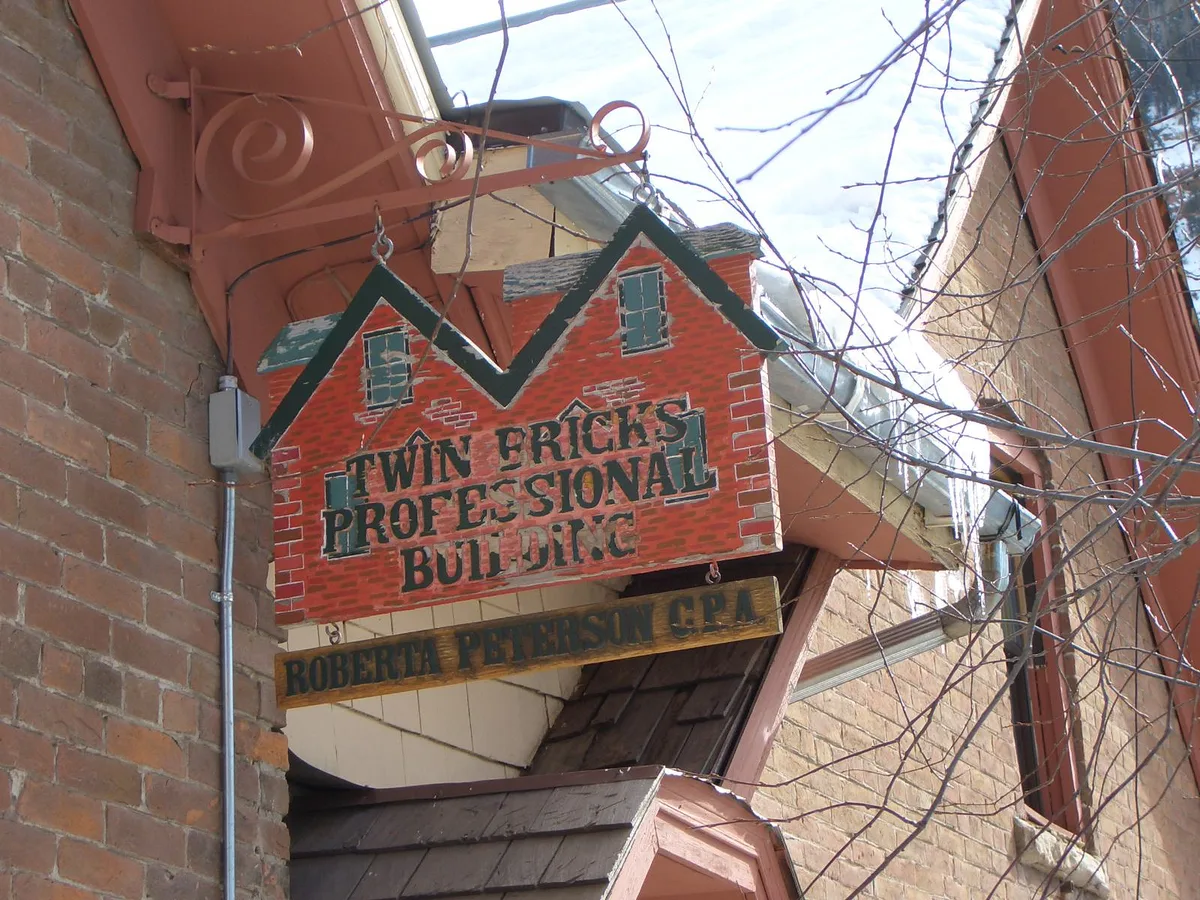 TWIN BRICKS
PROFESSIONAL
BUILDING
ROBERTA PETERSON C.P.A.